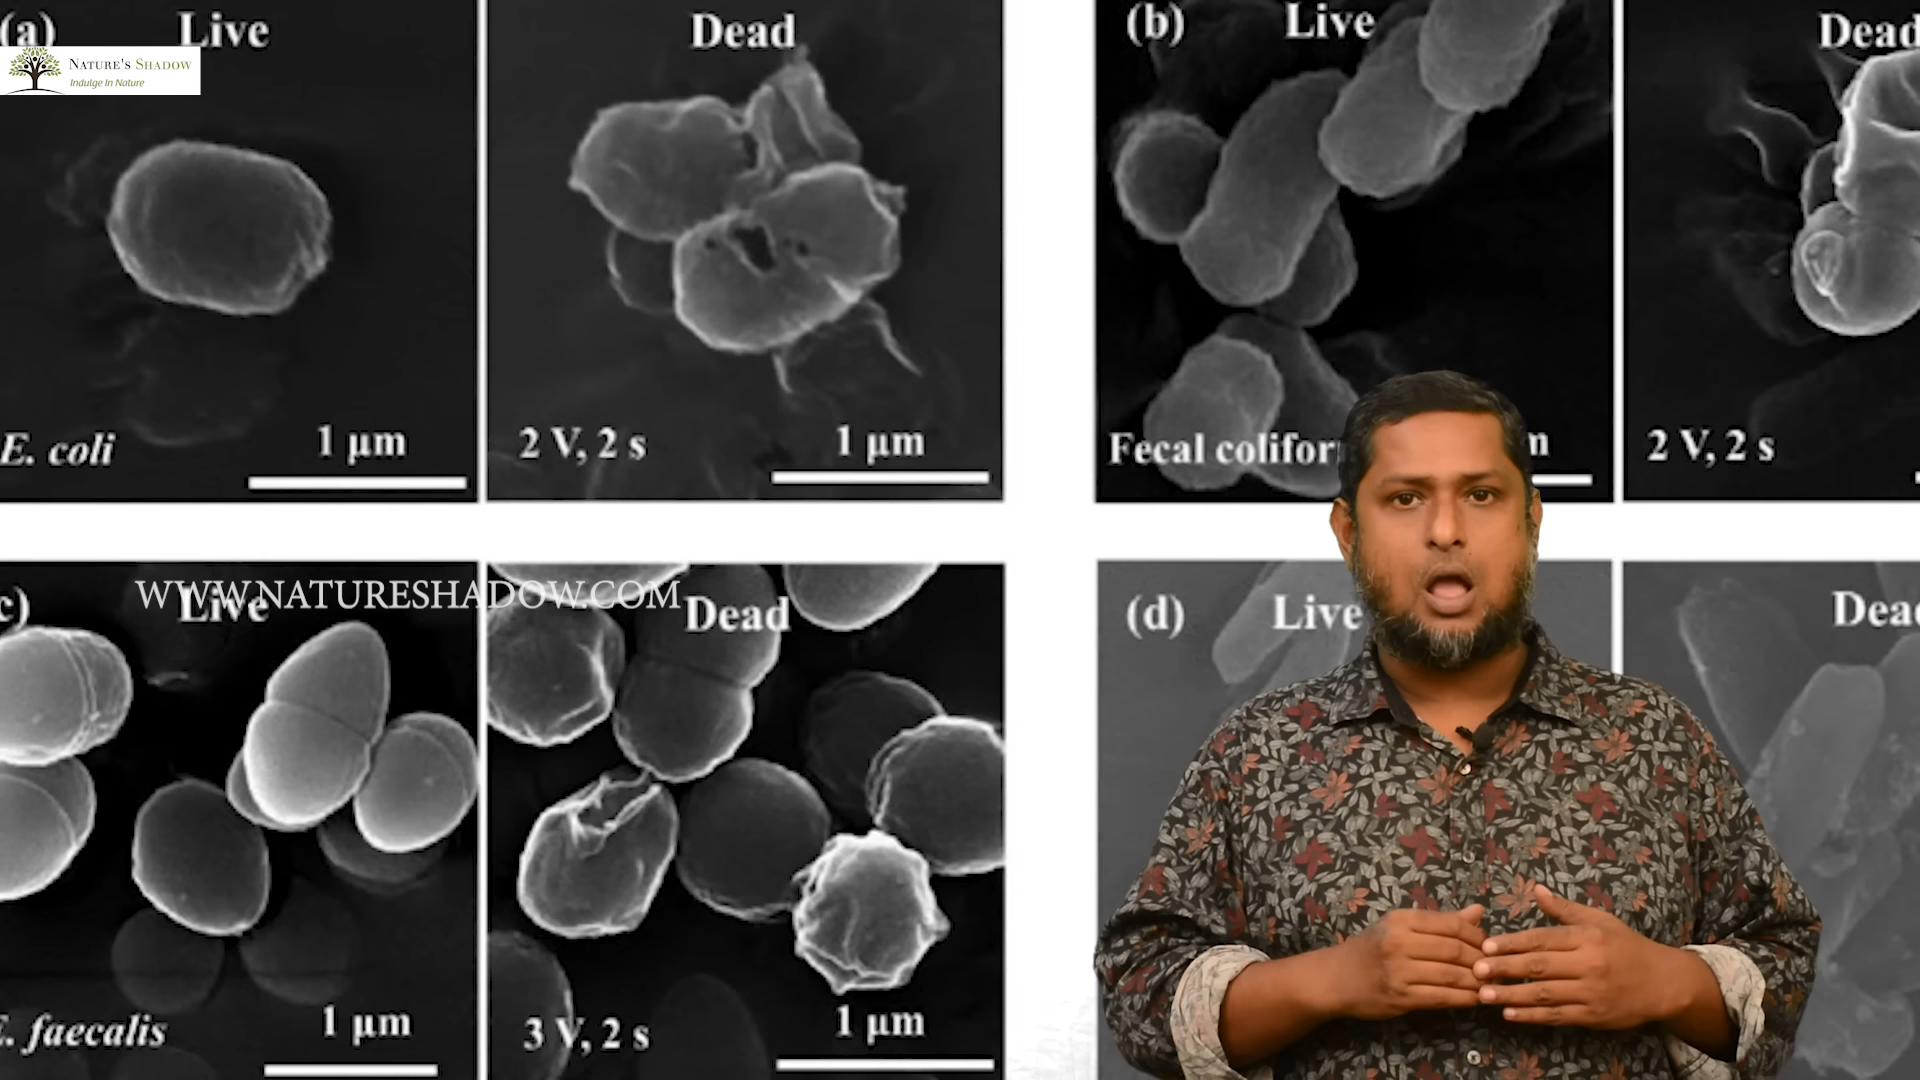 (a)
Live
Dead
(b)
Live
Dead
NATURE'S SHADOW
Indulge In Nature
E. coli
1 μm
2 V, 2 s
1 μm
Fecal colifor
m
2 V, 2 s
WWW.NATURESHADOW.COM
c)
Live
Dead
(d)
Live
Dea
E. faecalis
1 μm
3 V, 2 s
1 μm